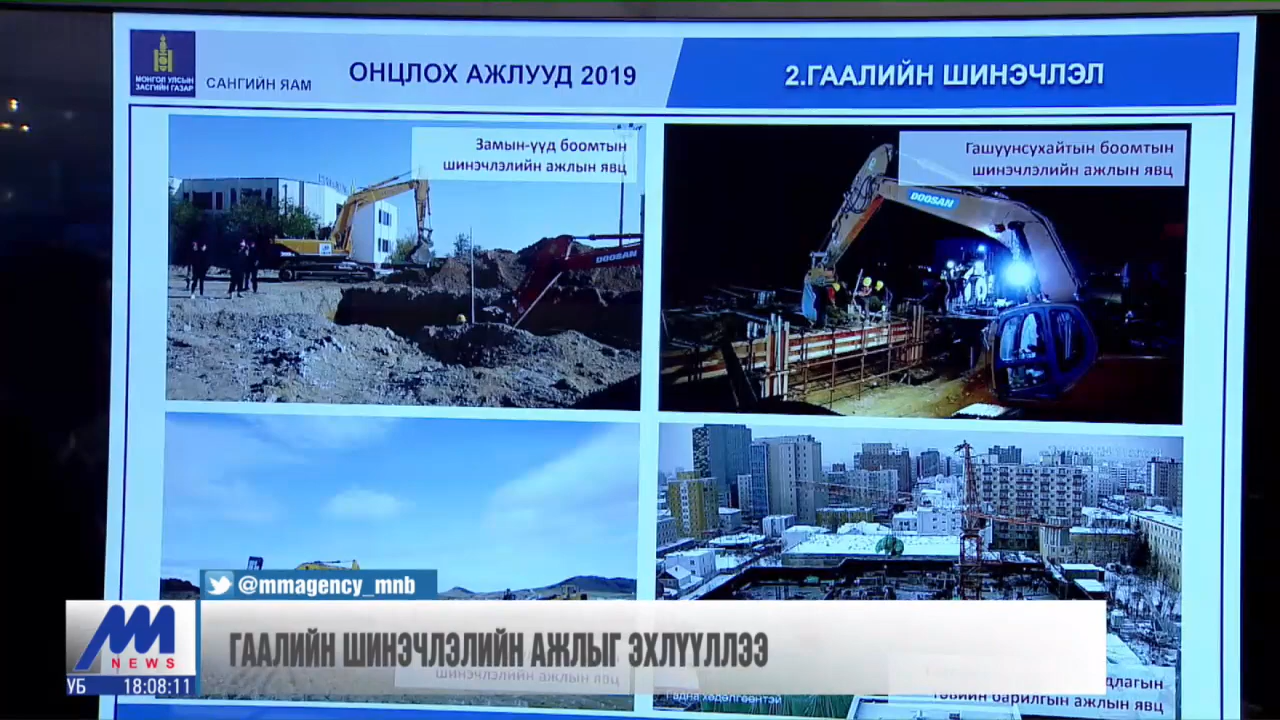 МОНГОЛ УЛСЫН
ЗАСГИЙН ГАЗАР
САНГИЙН ЯАМ
ОНЦЛОХ АЖЛУУД 2019
2.ГААЛИЙН ШИНЭЧЛЭЛ
Замын-үүд боомтын
шинэчлэлийн ажлын явц
DOOSAN
Гашуунсухайтын боомтын
шинэчлэлийн ажлын явц
DOOSAN
@mmagency_mnb
ГААЛИЙН ШИНЭЧЛЭЛИЙН АЖЛЫГ ЭХЛҮҮЛЛЭЭ
NEWS
УБ 18:08:11
шинэчлэлийн ажлын явц
Гадна хөдөлгөөнтэй
төвийн барилгын ажлын явц